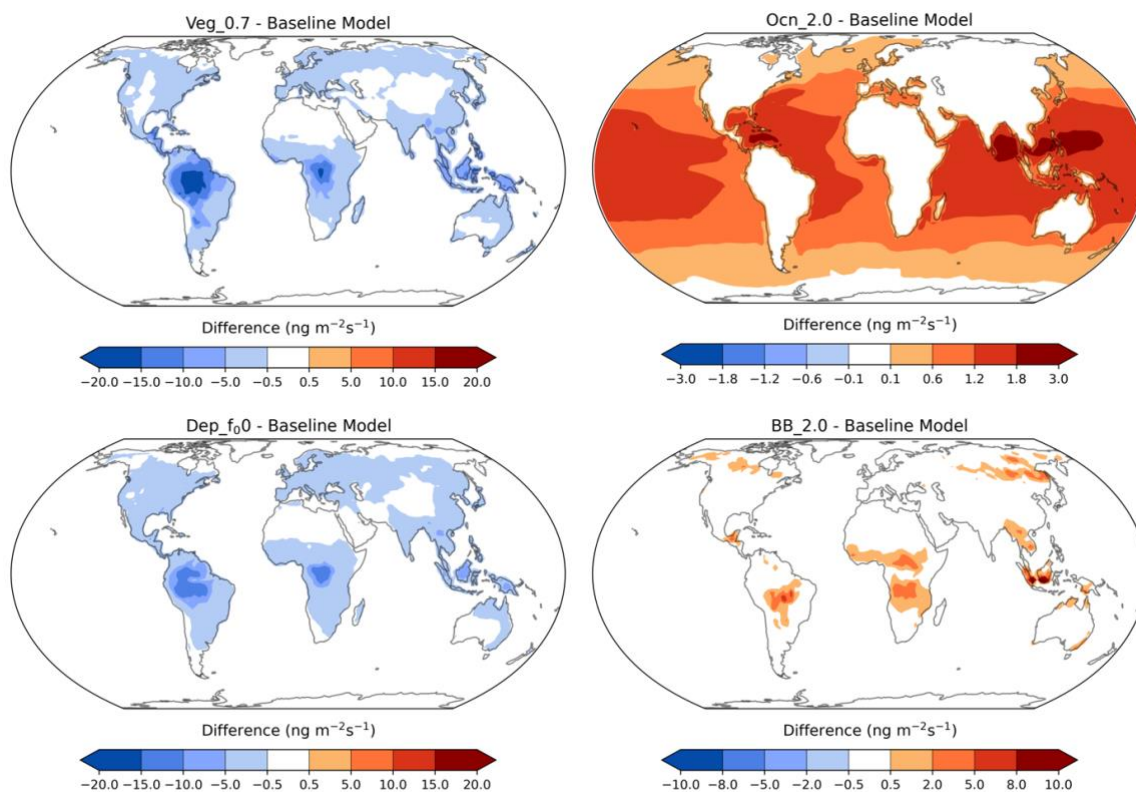 Veg_0.7 - Baseline Model
Difference (ng m⁻²s⁻¹)
−20.0 −15.0 −10.0 −5.0 −0.5 0.5 5.0 10.0 15.0 20.0
Ocn_2.0 - Baseline Model
Difference (ng m⁻²s⁻¹)
−3.0 −1.8 −1.2 −0.6 −0.1 0.1 0.6 1.2 1.8 3.0
Dep_f₀0 - Baseline Model
Difference (ng m⁻²s⁻¹)
−20.0 −15.0 −10.0 −5.0 −0.5 0.5 5.0 10.0 15.0 20.0
BB_2.0 - Baseline Model
Difference (ng m⁻²s⁻¹)
−10.0 −8.0 −5.0 −2.0 −0.5 0.5 2.0 5.0 8.0 10.0